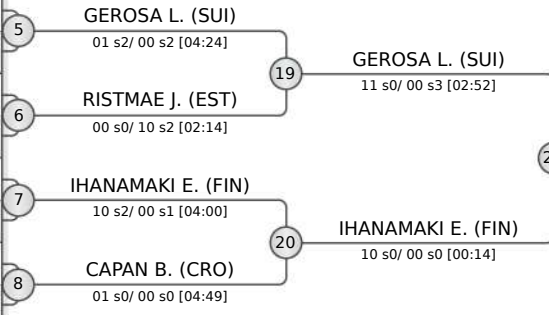 GEROSA L. (SUI)
5
01 s2/ 00 s2 [04:24]
19
GEROSA L. (SUI)
11 s0/ 00 s3 [02:52]
RISTMAE J. (EST)
6
00 s0/ 10 s2 [02:14]
IHANAMAKI E. (FIN)
7
10 s2/ 00 s1 [04:00]
20
IHANAMAKI E. (FIN)
10 s0/ 00 s0 [00:14]
CAPAN B. (CRO)
8
01 s0/ 00 s0 [04:49]